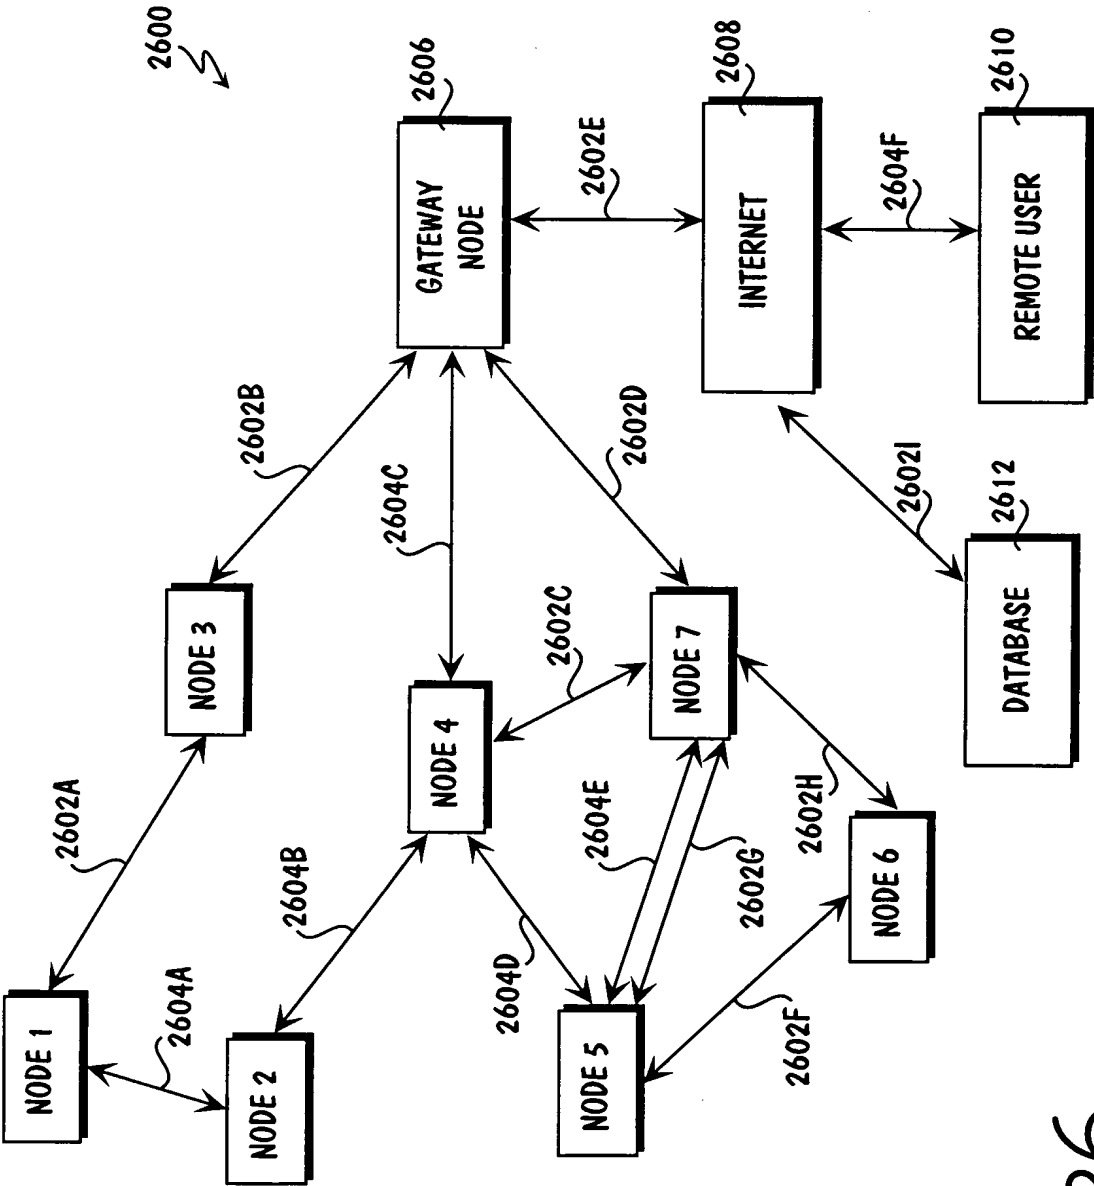 2600
NODE 1
2602A
NODE 3
2602B
GATEWAY
NODE
2606
2604A
NODE 2
2604B
NODE 4
2604C
2602E
2604D
2602C
2602D
INTERNET
2608
NODE 5
2604E
2602G
NODE 7
2602F
NODE 6
2602H
2602I
2604F
DATABASE
2612
REMOTE USER
2610
26